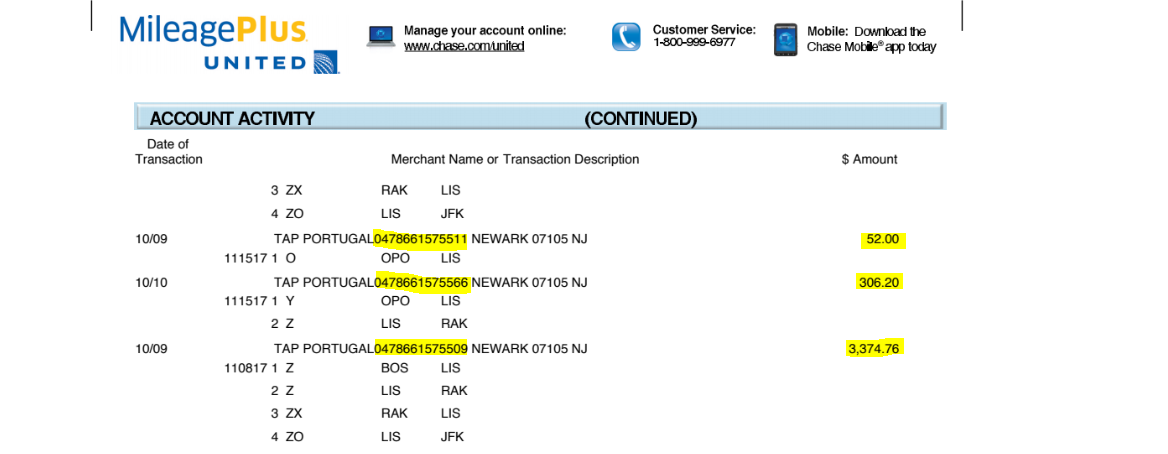 MileagePlus
UNITED
Manage your account online:
www.chase.com/united
Customer Service:
1-800-999-6977
Mobile: Download the
Chase Mobile® app today
ACCOUNT ACTIVITY (CONTINUED)
Date of
Transaction Merchant Name or Transaction Description $ Amount
3 ZX RAK LIS
4 ZO LIS JFK
10/09 TAP PORTUGAL0478661575511 NEWARK 07105 NJ 52.00
111517 1 O OPO LIS
10/10 TAP PORTUGAL0478661575566 NEWARK 07105 NJ 306.20
111517 1 Y OPO LIS
2 Z LIS RAK
10/09 TAP PORTUGAL0478661575509 NEWARK 07105 NJ 3,374.76
110817 1 Z BOS LIS
2 Z LIS RAK
3 ZX RAK LIS
4 ZO LIS JFK